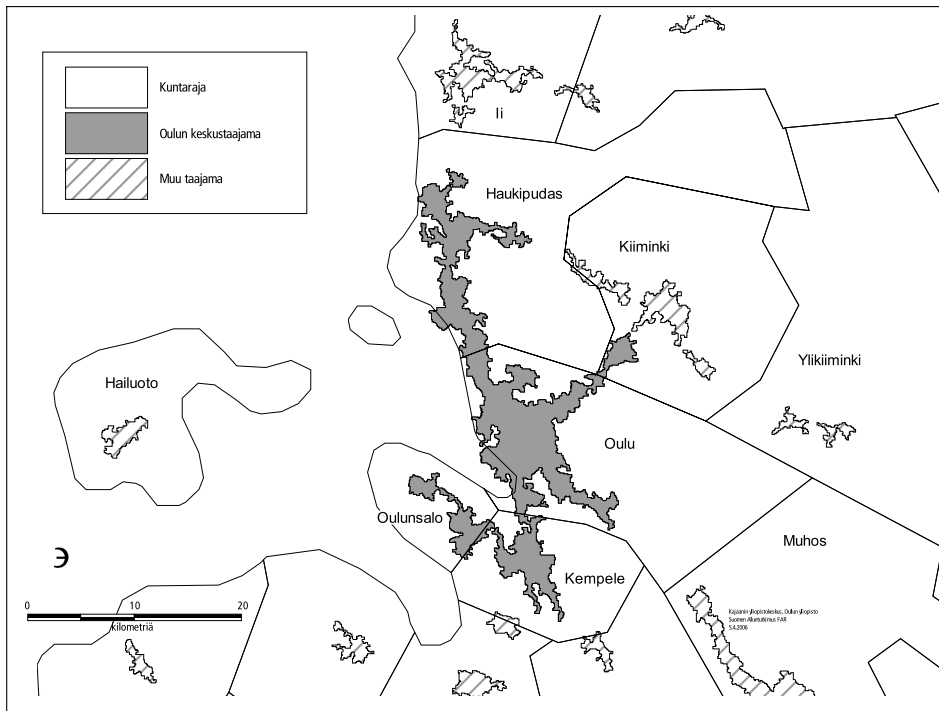 Kuntaraja
Oulun keskustaajama
Muu taajama
Ii
Haukipudas
Kiiminki
Ylikiiminki
Hailuoto
Oulu
Oulunsalo
Muhos
Kempele
0 10 20
kilometriä
Kajaanin yliopistokeskus, Oulun yliopisto
Suomen Aluetutkimus FAR
5.4.2006